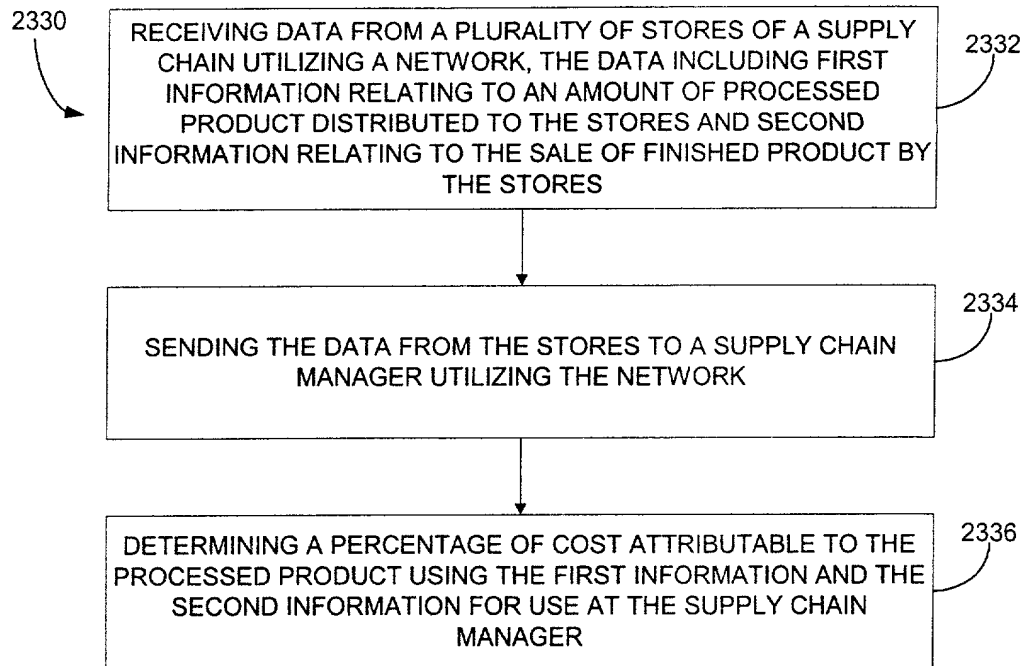 2330
RECEIVING DATA FROM A PLURALITY OF STORES OF A SUPPLY
CHAIN UTILIZING A NETWORK, THE DATA INCLUDING FIRST
INFORMATION RELATING TO AN AMOUNT OF PROCESSED
PRODUCT DISTRIBUTED TO THE STORES AND SECOND
INFORMATION RELATING TO THE SALE OF FINISHED PRODUCT BY
THE STORES
2332
SENDING THE DATA FROM THE STORES TO A SUPPLY CHAIN
MANAGER UTILIZING THE NETWORK
2334
DETERMINING A PERCENTAGE OF COST ATTRIBUTABLE TO THE
PROCESSED PRODUCT USING THE FIRST INFORMATION AND THE
SECOND INFORMATION FOR USE AT THE SUPPLY CHAIN
MANAGER
2336